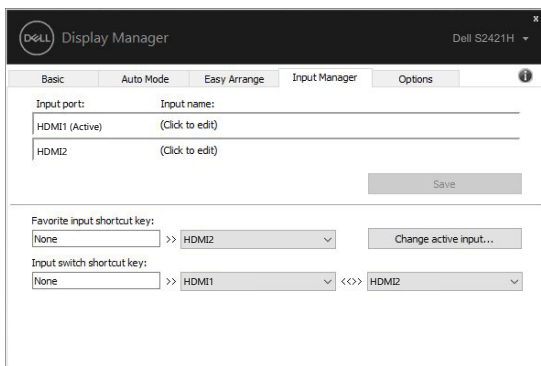 x
DELL Display Manager Dell S2421H
Basic Auto Mode Easy Arrange Input Manager Options i
Input port: Input name:
HDMI1 (Active) (Click to edit)
HDMI2 (Click to edit)
Save
Favorite input shortcut key:
None >> HDMI2 Change active input...
Input switch shortcut key:
None >> HDMI1 <<>> HDMI2